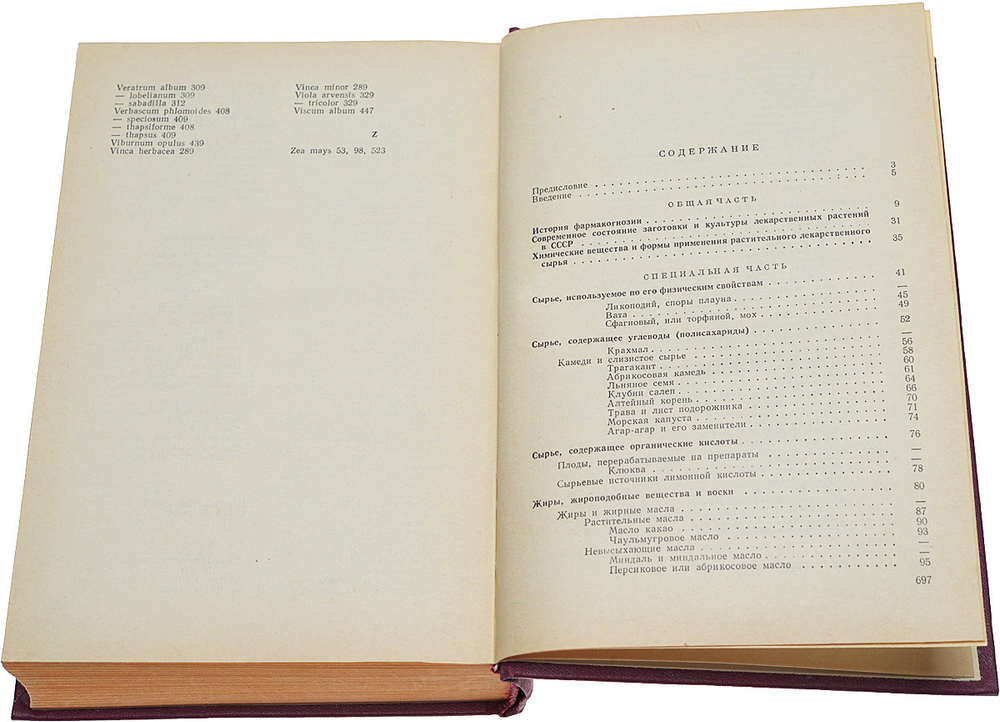 Veratrum album 309
— lobelianum 309
— sabadilla 312
Verbascum phlomoides 408
— speciosum 409
— thapsiforme 408
— thapsus 409
Viburnum opulus 439
Vinca herbacea 289
Vinca minor 289
Viola arvensis 329
— tricolor 329
Viscum album 447
Z
Zea mays 53, 98, 523
СОДЕРЖАНИЕ
Предисловие 3
Введение 5
ОБЩАЯ ЧАСТЬ
История фармакогнозии 9
Современное состояние заготовки и культуры лекарственных растений
в СССР 31
Химические вещества и формы применения растительного лекарственного
сырья 35
СПЕЦИАЛЬНАЯ ЧАСТЬ
Сырье, используемое по его физическим свойствам 41
Ликоподий, споры плауна —
Вата 45
Сфагновый, или торфяной, мох 49
Сырье, содержащее углеводы (полисахариды) 52
Крахмал —
Камеди и слизистое сырье 56
Трагакант 58
Абрикосовая камедь 60
Льняное семя 61
Клубни салеп 64
Алтейный корень 66
Трава и лист подорожника 70
Морская капуста 71
Агар-агар и его заменители 74
Сырье, содержащее органические кислоты 76
Плоды, перерабатываемые на препараты —
Клюква —
Сырьевые источники лимонной кислоты 78
Жиры, жироподобные вещества и воски 80
Жиры и жирные масла —
Растительные масла 87
Масло какао 90
Чаульмугровое масло 93
Невысыхающие масла —
Миндаль и миндальное масло —
Персиковое или абрикосовое масло 95
697